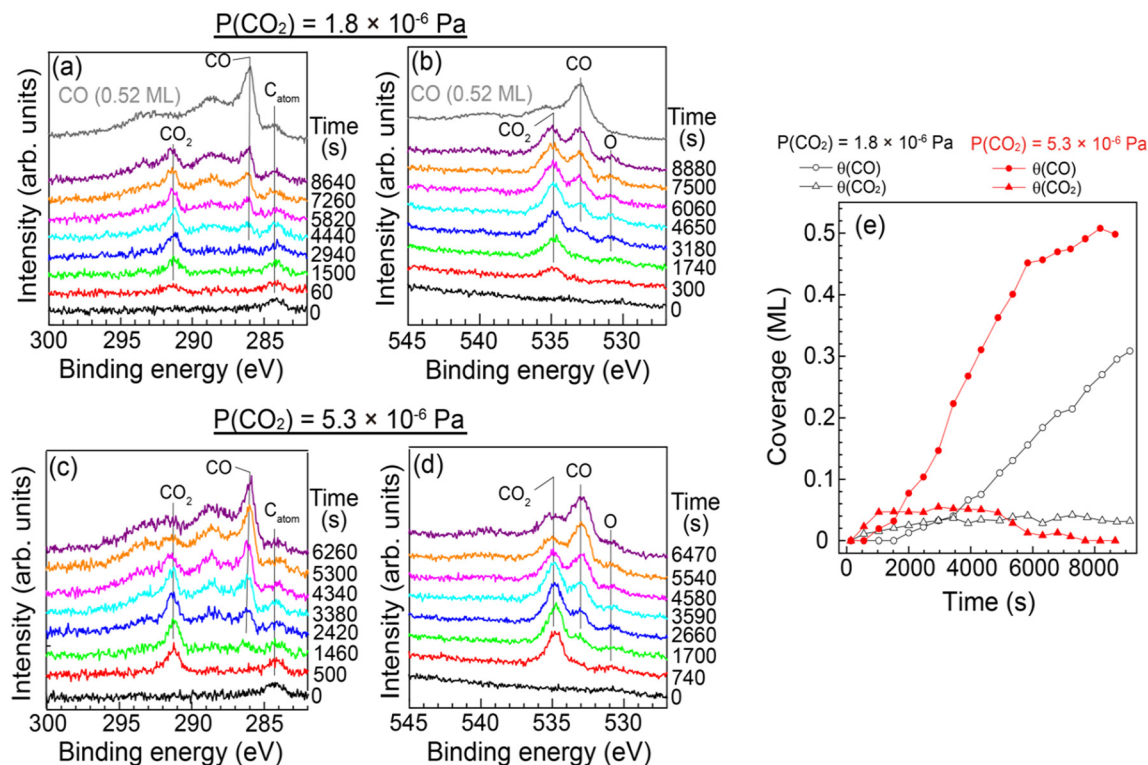 P(CO₂) = 1.8 × 10⁻⁶ Pa
(a)
CO
CO (0.52 ML)
C_atom
CO₂
Time
(s)
8640
7260
5820
4440
2940
1500
60
0
Intensity (arb. units)
300 295 290 285
Binding energy (eV)
(b)
CO
CO (0.52 ML)
CO₂
O
Time
(s)
8880
7500
6060
4650
3180
1740
300
0
Intensity (arb. units)
545 540 535 530
Binding energy (eV)
P(CO₂) = 5.3 × 10⁻⁶ Pa
(c)
CO
CO₂
C_atom
Time
(s)
6260
5300
4340
3380
2420
1460
500
0
Intensity (arb. units)
300 295 290 285
Binding energy (eV)
(d)
CO
CO₂
O
Time
(s)
6470
5540
4580
3590
2660
1700
740
0
Intensity (arb. units)
545 540 535 530
Binding energy (eV)
P(CO₂) = 1.8 × 10⁻⁶ Pa P(CO₂) = 5.3 × 10⁻⁶ Pa
θ(CO) θ(CO)
θ(CO₂) θ(CO₂)
(e)
0.5
0.4
0.3
0.2
0.1
0
Coverage (ML)
0 2000 4000 6000 8000
Time (s)